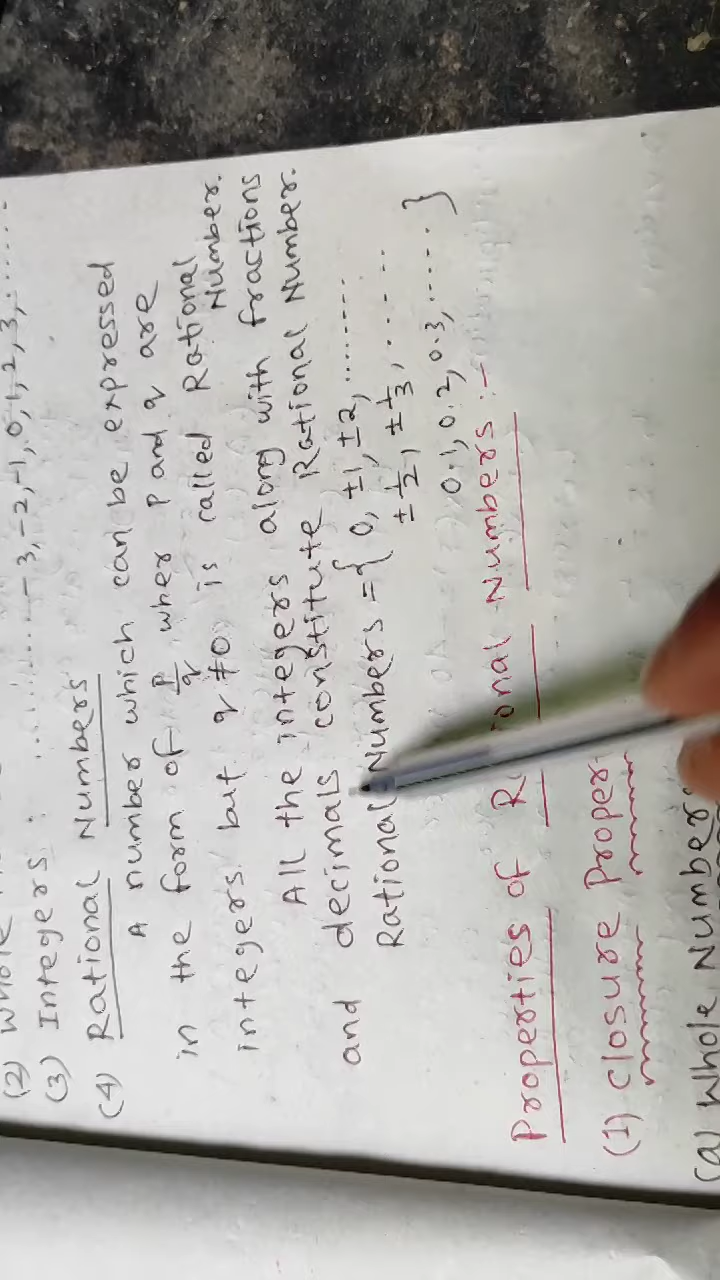 (2) Whole
(3) Integers : ............ - 3, -2, -1, 0, 1, 2, 3, ......
(4) Rational Numbers
A number which can be expressed
in the form of p/q wher p and q are
integers but q ≠ 0 is called Rational
Number.
All the integers along with fractions
and decimals constitute Rational Number.
Rational Numbers = { 0, ±1, ±2, ........
± 1/2, ± 1/3, .....
0.1, 0.2, 0.3, ..... }
Properties of Numbers :-
(1) Closure
(a) Whole Number